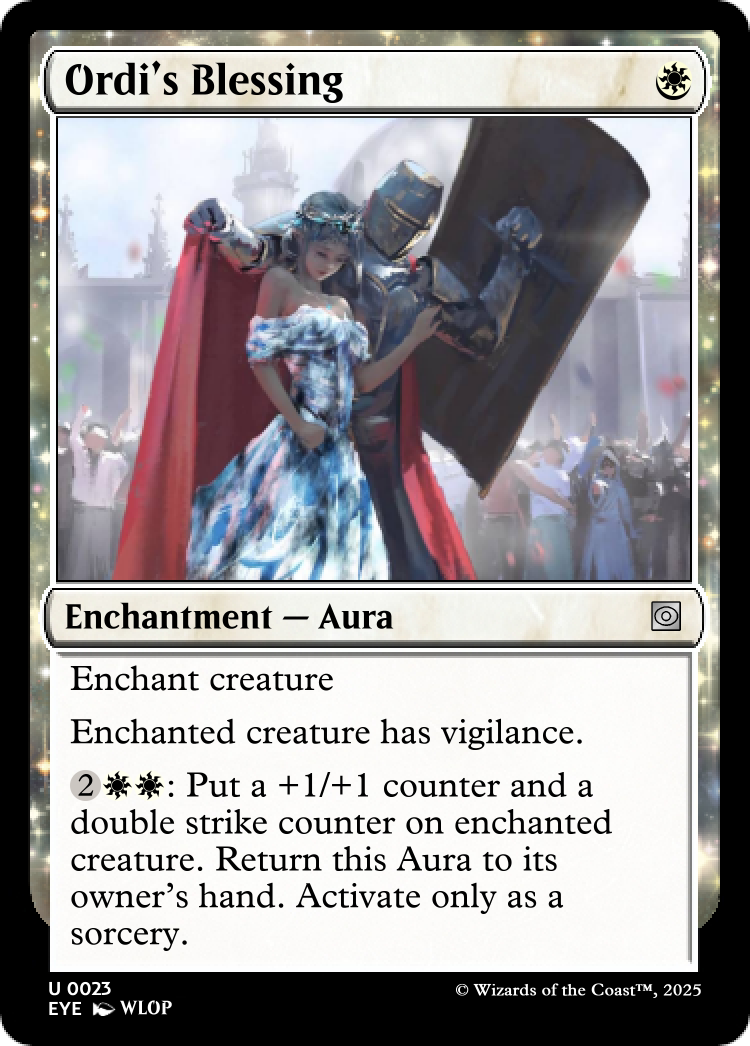 Ordi's Blessing
Enchantment — Aura
Enchant creature
Enchanted creature has vigilance.
2: Put a +1/+1 counter and a
double strike counter on enchanted
creature. Return this Aura to its
owner's hand. Activate only as a
sorcery.
U 0023
EYE WLOP
© Wizards of the Coast™, 2025